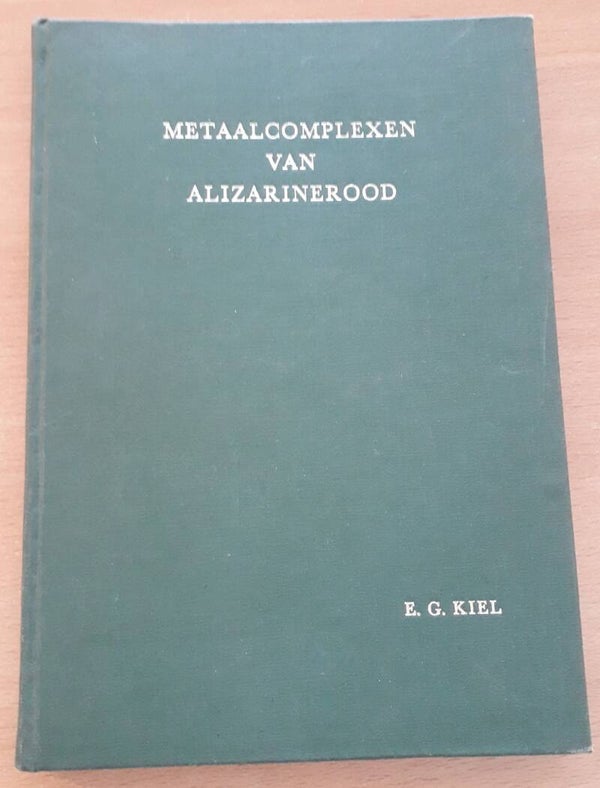 METAALCOMPLEXEN
VAN
ALIZARINEROOD
E. G. KIEL